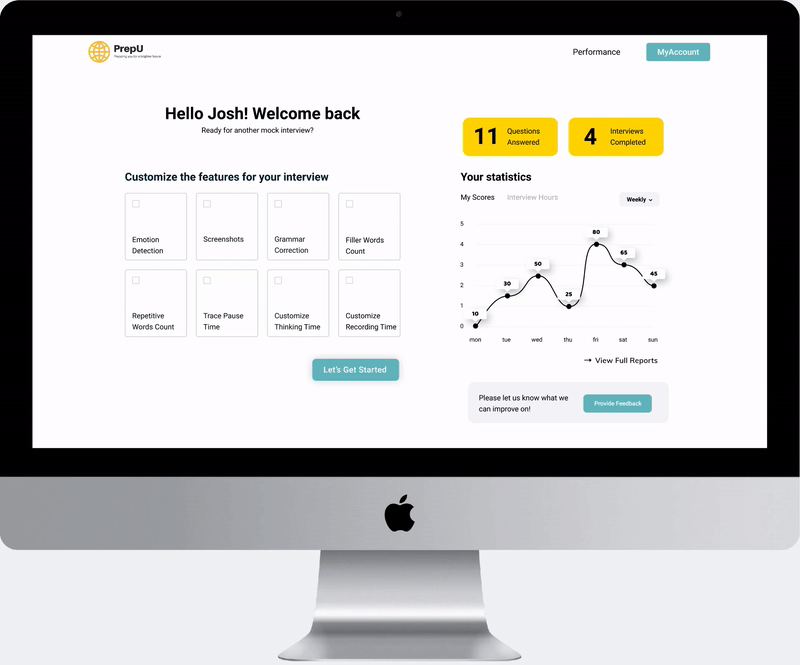 PrepU
Preparing you for a brighter future
Performance
MyAccount
Hello Josh! Welcome back
Ready for another mock interview?
11
Questions
Answered
4
Interviews
Completed
Customize the features for your interview
Emotion
Detection
Screenshots
Grammar
Correction
Filler Words
Count
Repetitive
Words Count
Trace Pause
Time
Customize
Thinking Time
Customize
Recording Time
Let's Get Started
Your statistics
My Scores
Interview Hours
Weekly
5
4
3
2
1
0
10
30
50
25
80
65
45
mon
tue
wed
thu
fri
sat
sun
→ View Full Reports
Please let us know what we
can improve on!
Provide Feedback